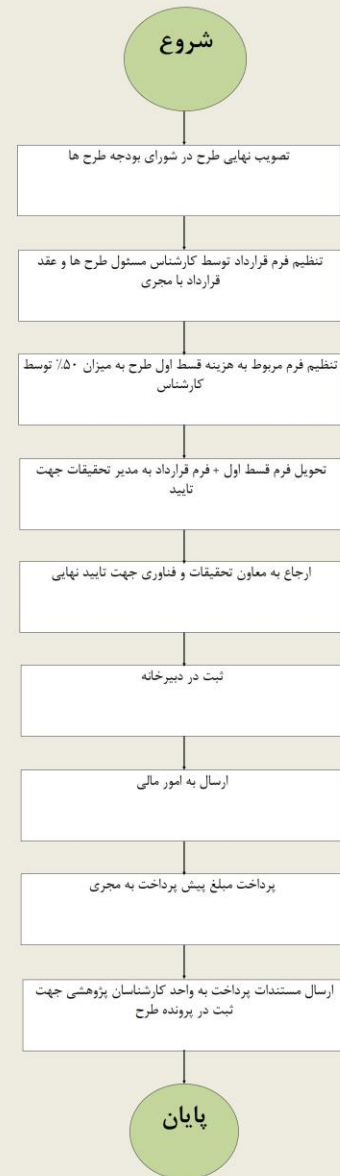 شروع
تصویب نهایی طرح در شورای بودجه طرح ها
تنظیم فرم قرارداد توسط کارشناس مسئول طرح ها و عقد
قرارداد با مجری
تنظیم فرم مربوط به هزینه قسط اول طرح به میزان ۵۰٪ توسط
کارشناس
تحویل فرم قسط اول + فرم قرارداد به مدیر تحقیقات جهت
تایید
ارجاع به معاون تحقیقات و فناوری جهت تایید نهایی
ثبت در دبیرخانه
ارسال به امور مالی
پرداخت مبلغ پیش پرداخت به مجری
ارسال مستندات پرداخت به واحد کارشناسان پژوهشی جهت
ثبت در پرونده طرح
پایان